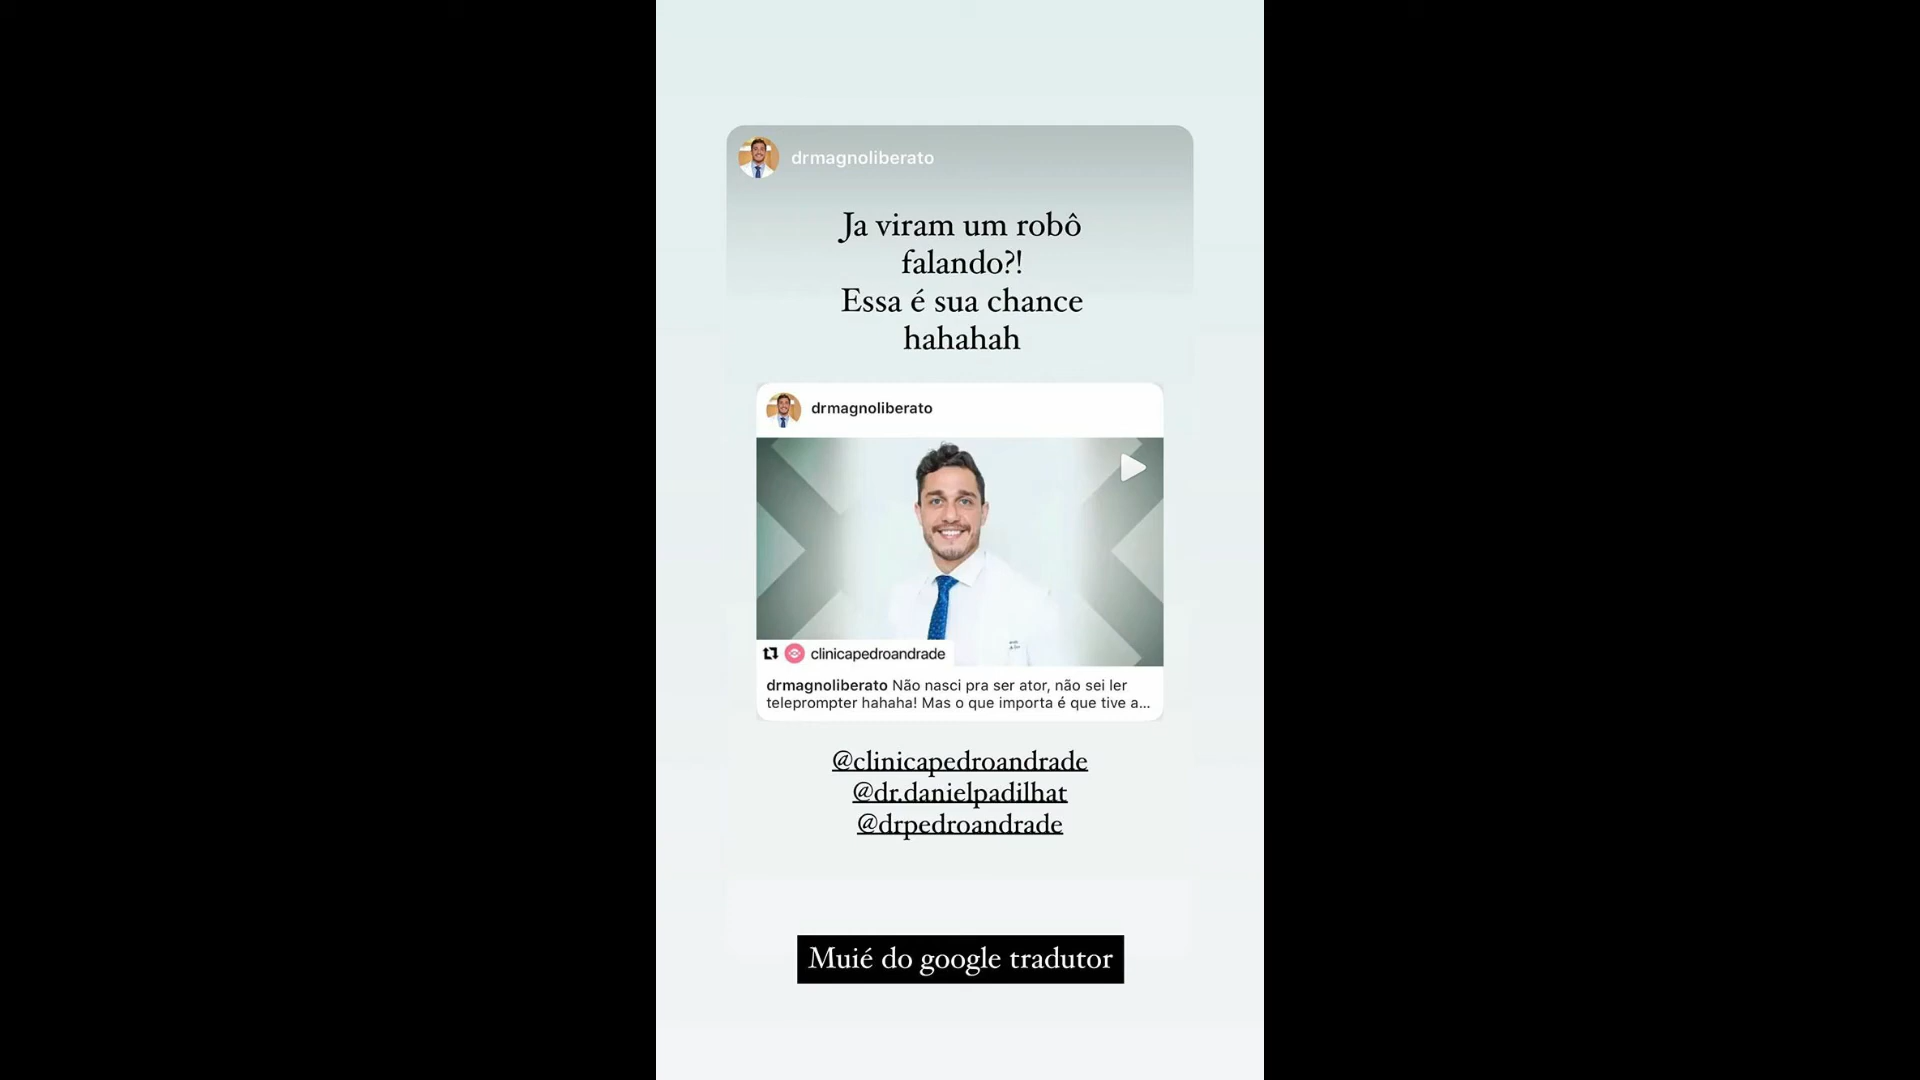 drmagnoliberato
Ja viram um robô
falando?!
Essa é sua chance
hahahah
drmagnoliberato
clinicapedroandrade
drmagnoliberato Não nasci pra ser ator, não sei ler
teleprompter hahaha! Mas o que importa é que tive a...
@clinicapedroandrade
@dr.danielpadilhat
@drpedroandrade
Muié do google tradutor